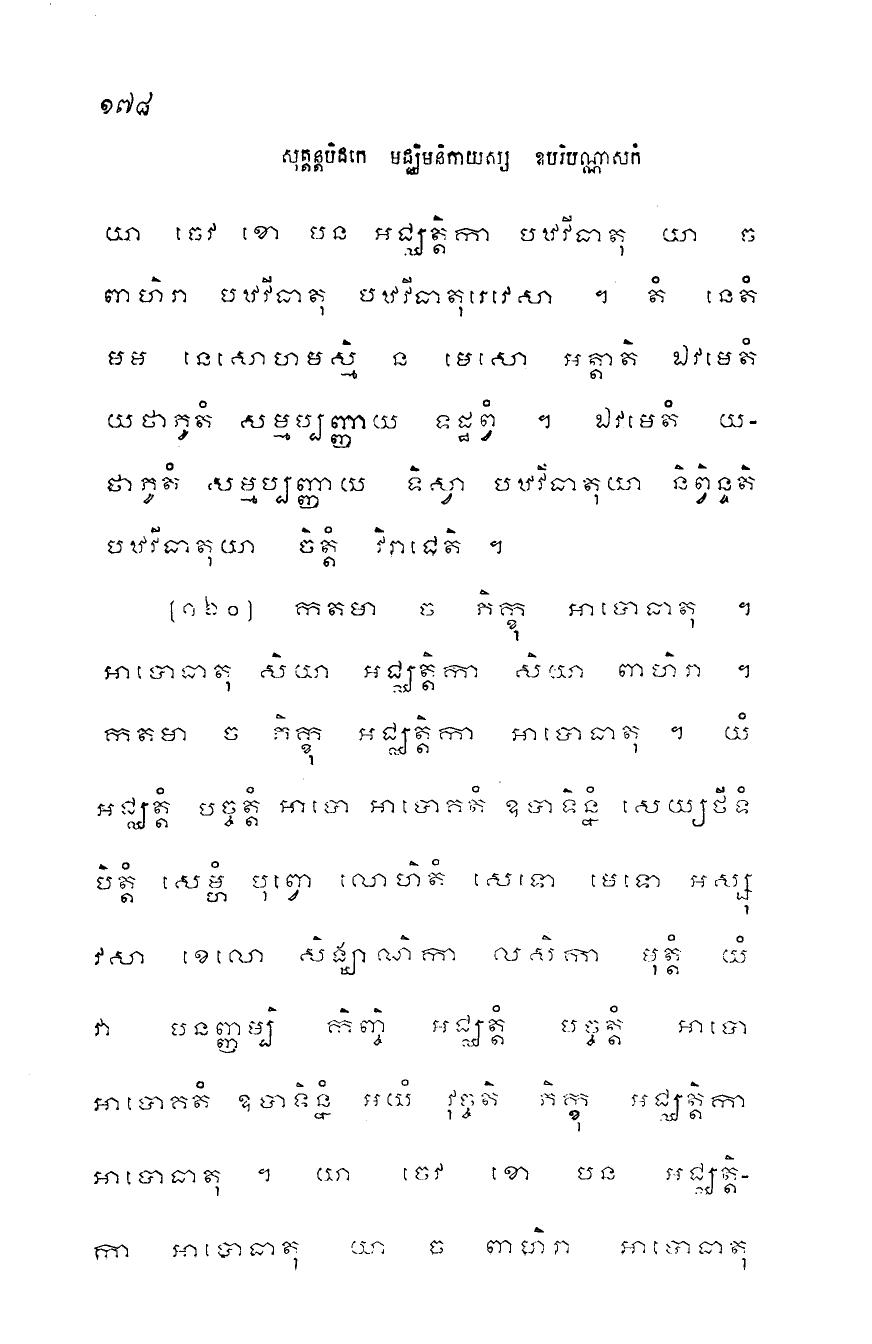 ១៧៨
សុត្តន្តបិដកេ មជ្ឈិមនិកាយស្ស ឧបរិបណ្ណាសកំ
យា ចេវ ខោ បន អជ្ឈត្តិកា បឋវីធាតុ យា ច
ពាហិរា បឋវីធាតុ បឋវីធាតុរេវេសា ។ តំ នេតំ
មម នេសោហមស្មិ ន មេសោ អត្តាតិ ឯវមេតំ
យថាភូតំ សម្មប្បញ្ញាយ ទដ្ឋព្វំ ។ ឯវមេតំ យ-
ថាភូតំ សម្មប្បញ្ញាយ ទិស្វា បឋវីធាតុយា និព្វិន្ទតិ
បឋវីធាតុយា ចិត្តំ វិរាជេតិ ។
[១៦០] កតមា ច ភិក្ខុ អាបោធាតុ ។
អាបោធាតុ សិយា អជ្ឈត្តិកា សិយា ពាហិរា ។
កតមា ច ភិក្ខុ អជ្ឈត្តិកា អាបោធាតុ ។ យំ
អជ្ឈត្តំ បច្ចត្តំ អាបោ អាបោគតំ ឧបាទិន្នំ សេយ្យថីទំ
បិត្តំ សេម្ហំ បុព្វោ លោហិតំ សេទោ មេទោ អស្សុ
វសា ខេលោ សិង្ឃាណិកា លសិកា មុត្តំ យំ
វា បនញ្ញម្បិ កិញ្ចិ អជ្ឈត្តំ បច្ចត្តំ អាបោ
អាបោគតំ ឧបាទិន្នំ អយំ វុច្ចតិ ភិក្ខុ អជ្ឈត្តិកា
អាបោធាតុ ។ យា ចេវ ខោ បន អជ្ឈត្តិ-
កា អាបោធាតុ យា ច ពាហិរា អាបោធាតុ